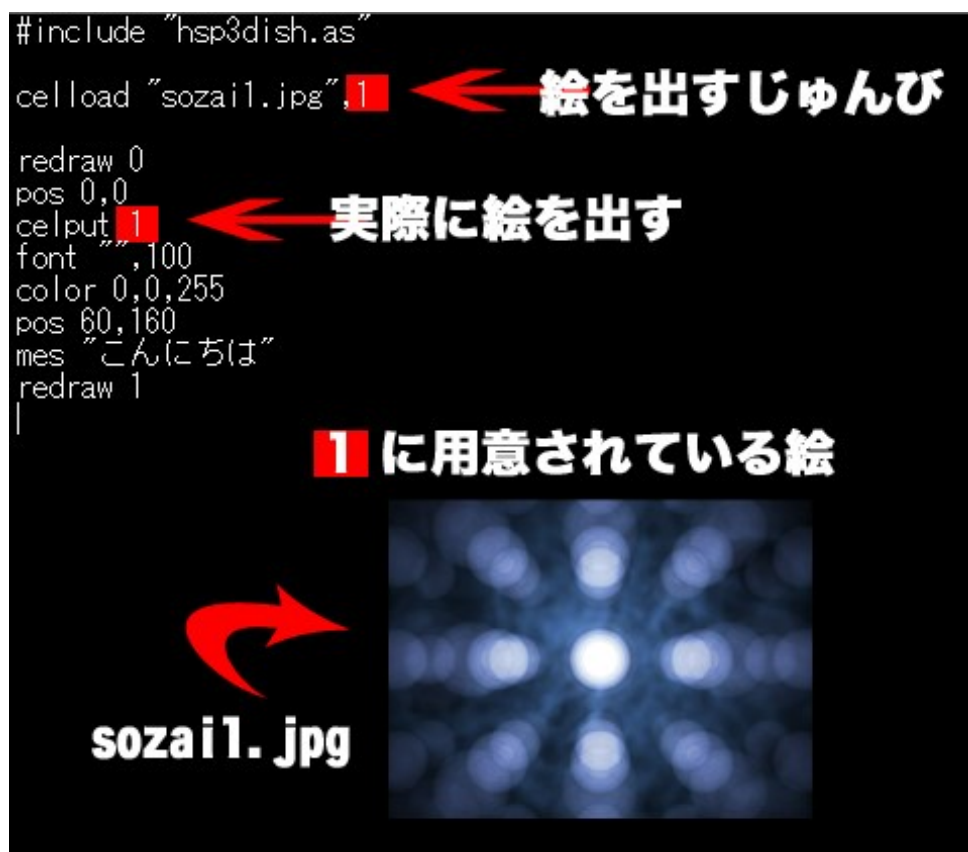 #include "hsp3dish.as"
celload "sozai1.jpg",1
絵を出すじゅんび
redraw 0
pos 0,0
celput 1
実際に絵を出す
font "",100
color 0,0,255
pos 60,160
mes "こんにちは"
redraw 1
1 に用意されている絵
sozai1.jpg